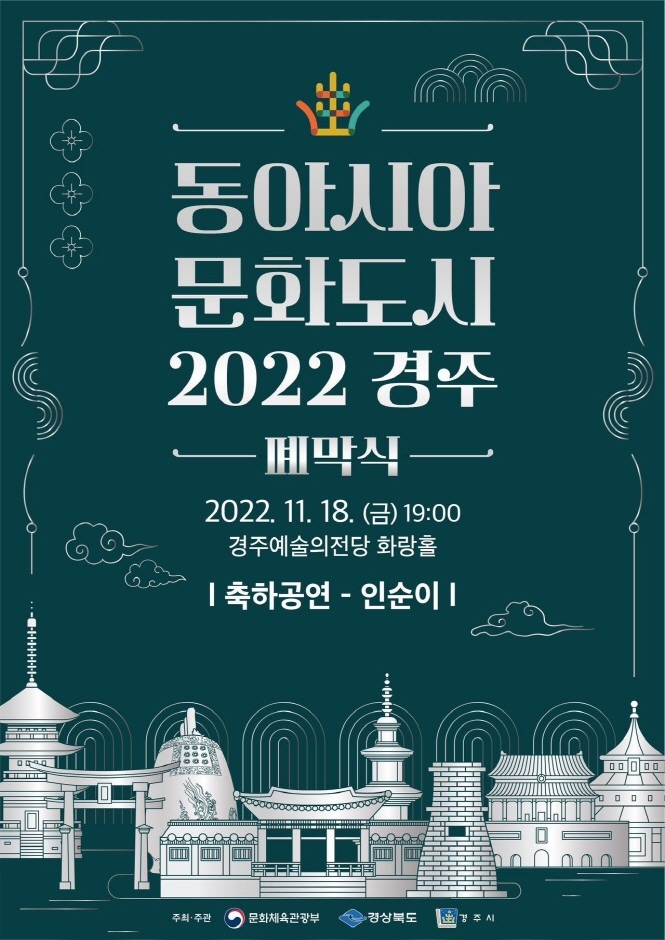 동아시아
문화도시
2022 경주
폐막식
2022. 11. 18. (금) 19:00
경주예술의전당 화랑홀
| 축하공연 - 인순이 |
주최·주관 문화체육관광부 경상북도 경주시